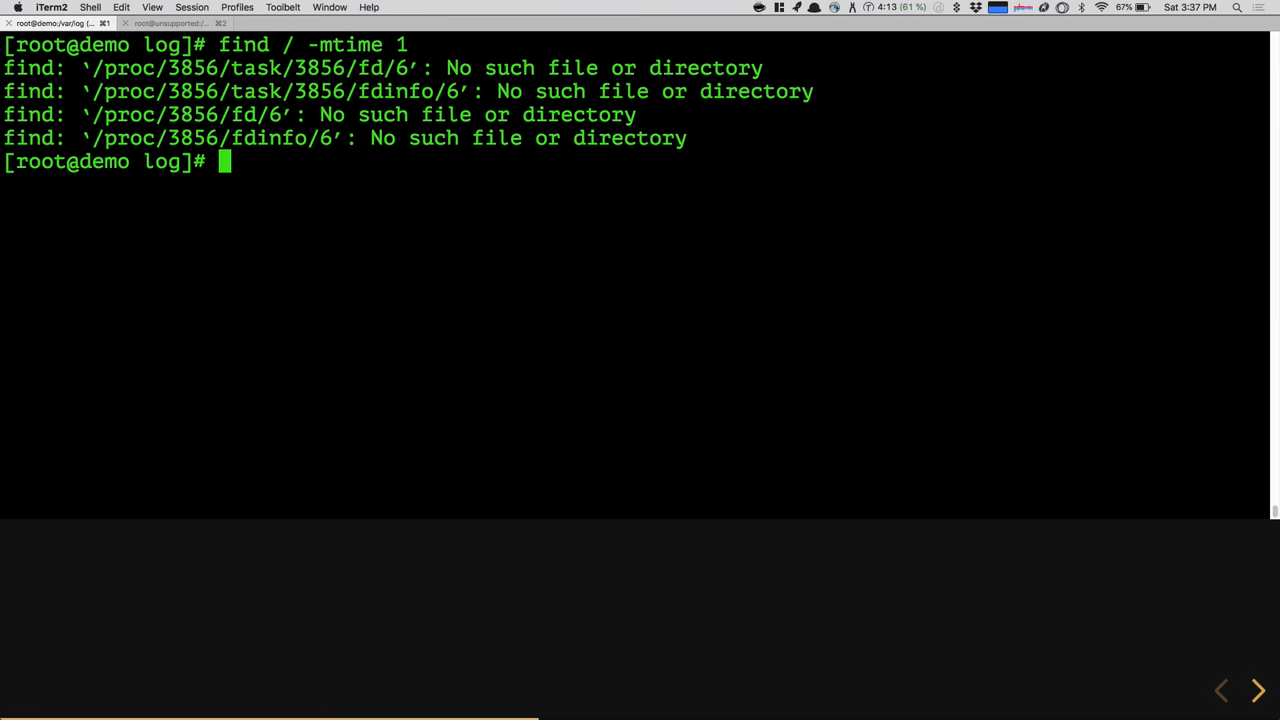 iTerm2 Shell Edit View Session Profiles Toolbelt Window Help 4:13 (61 %) 67% Sat 3:37 PM
root@demo:/var/log (... ⌘1 root@unsupported:/... ⌘2
[root@demo log]# find / -mtime 1
find: ‘/proc/3856/task/3856/fd/6’: No such file or directory
find: ‘/proc/3856/task/3856/fdinfo/6’: No such file or directory
find: ‘/proc/3856/fd/6’: No such file or directory
find: ‘/proc/3856/fdinfo/6’: No such file or directory
[root@demo log]#